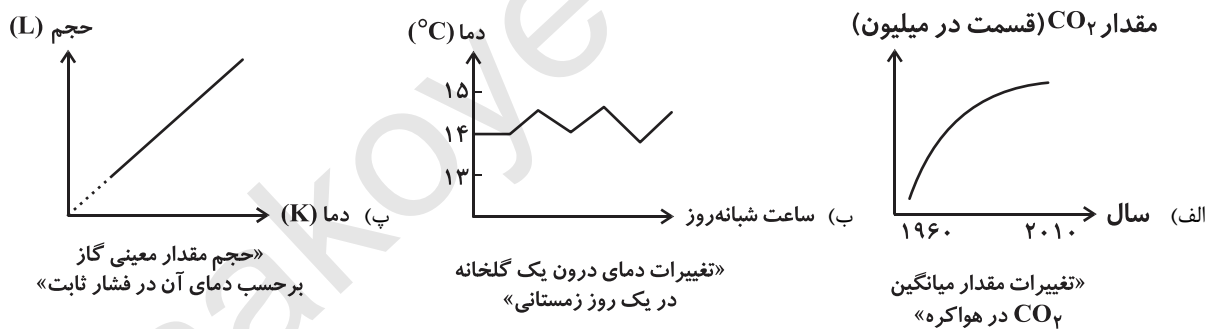 مقدار CO₂ (قسمت در میلیون)
الف) سال
۱۹۶۰ ۲۰۱۰
«تغییرات مقدار میانگین
CO₂ در هواکره»
دما (°C)
۱۵
۱۴
۱۳
ب) ساعت شبانه‌روز
«تغییرات دمای درون یک گلخانه
در یک روز زمستانی»
حجم (L)
پ) دما (K)
«حجم مقدار معینی گاز
برحسب دمای آن در فشار ثابت»
akoye